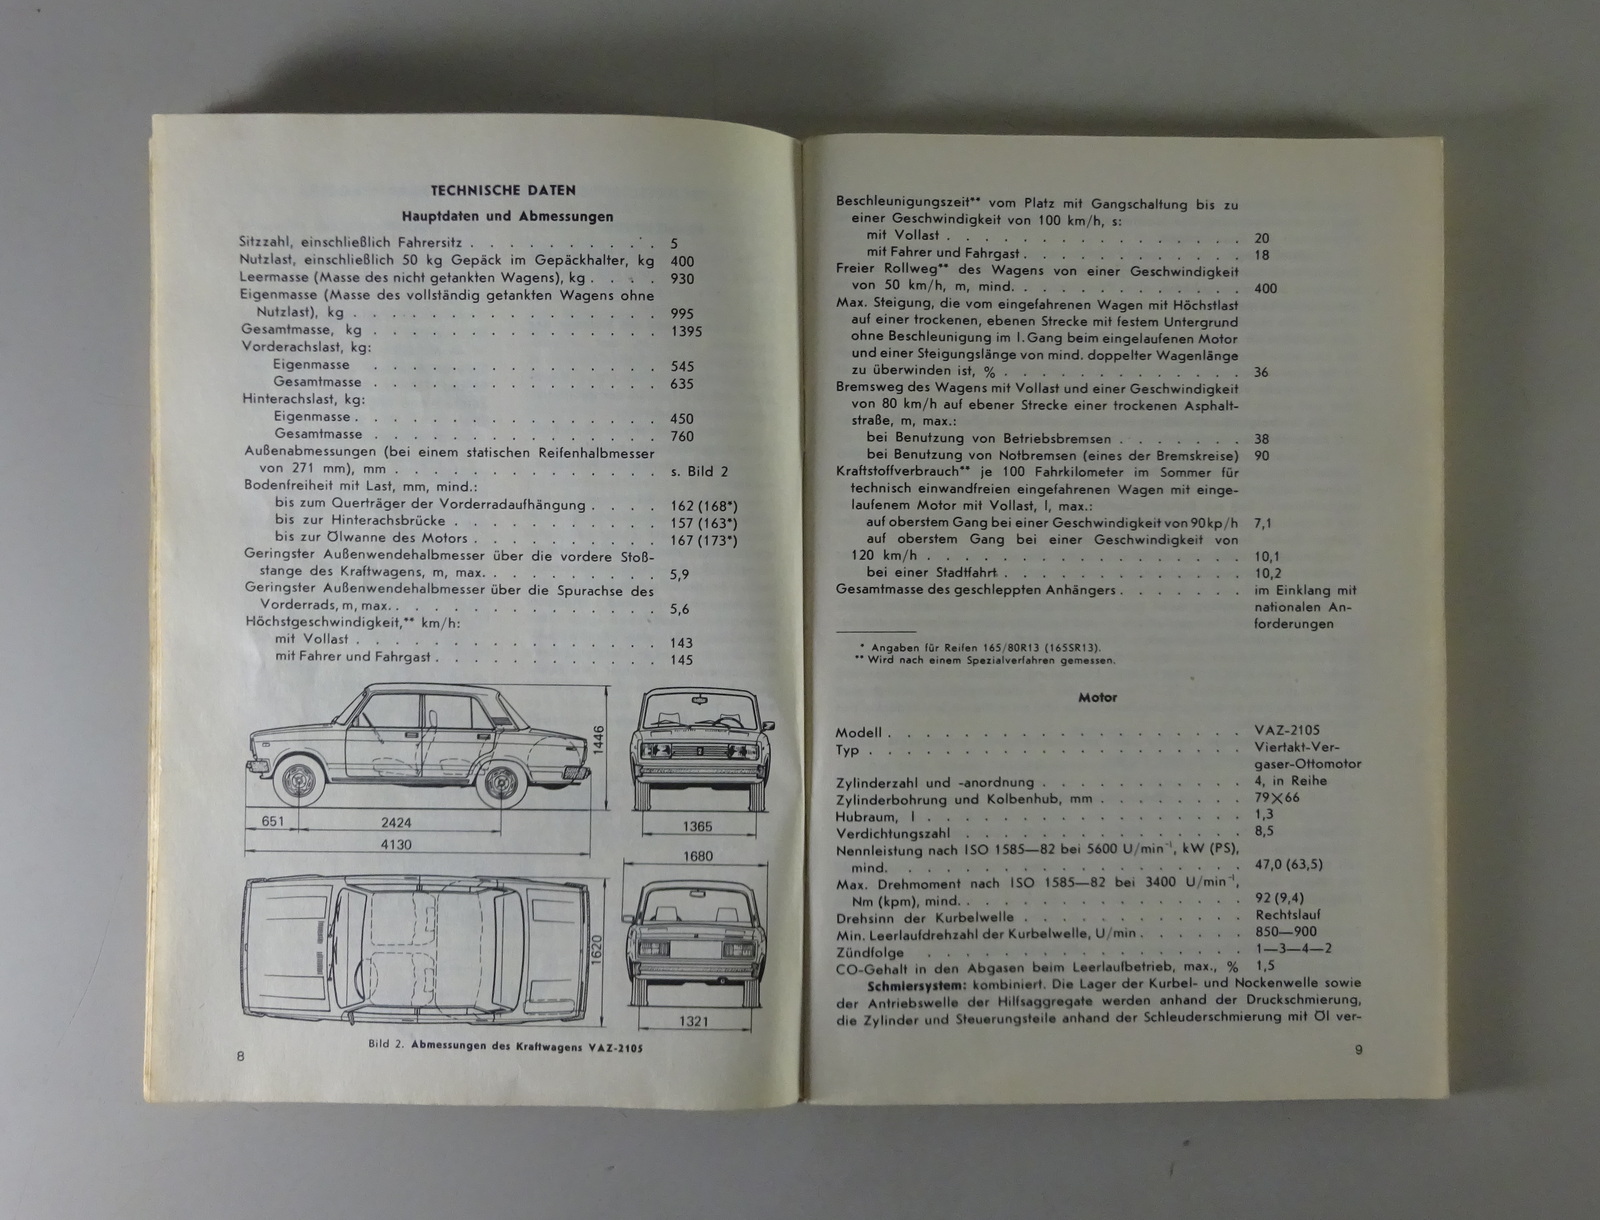 TECHNISCHE DATEN
Hauptdaten und Abmessungen
Sitzzahl, einschließlich Fahrersitz . . . . . . . . . . 5
Nutzlast, einschließlich 50 kg Gepäck im Gepäckhalter, kg 400
Leermasse (Masse des nicht getankten Wagens), kg . . . . 930
Eigenmasse (Masse des vollständig getankten Wagens ohne
Nutzlast), kg . . . . . . . . . . . . . . . . 995
Gesamtmasse, kg . . . . . . . . . . . . . . . 1395
Vorderachslast, kg:
Eigenmasse . . . . . . . . . . . . . . . 545
Gesamtmasse . . . . . . . . . . . . . . . 635
Hinterachslast, kg:
Eigenmasse . . . . . . . . . . . . . . . . 450
Gesamtmasse . . . . . . . . . . . . . . . 760
Außenabmessungen (bei einem statischen Reifenhalbmesser
von 271 mm), mm . . . . . . . . . . . . . . s. Bild 2
Bodenfreiheit mit Last, mm, mind.:
bis zum Querträger der Vorderradaufhängung . . . . 162 (168*)
bis zur Hinterachsbrücke . . . . . . . . . . . 157 (163*)
bis zur Ölwanne des Motors . . . . . . . . . . 167 (173*)
Geringster Außenwendehalbmesser über die vordere Stoß-
stange des Kraftwagens, m, max. . . . . . . . . . 5,9
Geringster Außenwendehalbmesser über die Spurachse des
Vorderrads, m, max. . . . . . . . . . . . . . . 5,6
Höchstgeschwindigkeit,** km/h:
mit Vollast . . . . . . . . . . . . . . . . 143
mit Fahrer und Fahrgast . . . . . . . . . . . . 145
1446
651
2424
4130
1365
1680
1620
1321
Bild 2. Abmessungen des Kraftwagens VAZ-2105
8
Beschleunigungszeit** vom Platz mit Gangschaltung bis zu
einer Geschwindigkeit von 100 km/h, s:
mit Vollast . . . . . . . . . . . . . . . . 20
mit Fahrer und Fahrgast . . . . . . . . . . . . 18
Freier Rollweg** des Wagens von einer Geschwindigkeit
von 50 km/h, m, mind. . . . . . . . . . . . . . 400
Max. Steigung, die vom eingefahrenen Wagen mit Höchstlast
auf einer trockenen, ebenen Strecke mit festem Untergrund
ohne Beschleunigung im I. Gang beim eingelaufenen Motor
und einer Steigungslänge von mind. doppelter Wagenlänge
zu überwinden ist, % . . . . . . . . . . . . . 36
Bremsweg des Wagens mit Vollast und einer Geschwindigkeit
von 80 km/h auf ebener Strecke einer trockenen Asphalt-
straße, m, max.:
bei Benutzung von Betriebsbremsen . . . . . . . 38
bei Benutzung von Notbremsen (eines der Bremskreise) 90
Kraftstoffverbrauch** je 100 Fahrkilometer im Sommer für
technisch einwandfreien eingefahrenen Wagen mit einge-
laufenem Motor mit Vollast, l, max.:
auf oberstem Gang bei einer Geschwindigkeit von 90 kp/h 7,1
auf oberstem Gang bei einer Geschwindigkeit von
120 km/h . . . . . . . . . . . . . . . . . 10,1
bei einer Stadtfahrt . . . . . . . . . . . . . 10,2
Gesamtmasse des geschleppten Anhängers . . . . . . . im Einklang mit
nationalen An-
forderungen
* Angaben für Reifen 165/80R13 (165SR13).
** Wird nach einem Spezialverfahren gemessen.
Motor
Modell . . . . . . . . . . . . . . . . . . . VAZ-2105
Typ . . . . . . . . . . . . . . . . . . . . Viertakt-Ver-
gaser-Ottomotor
Zylinderzahl und -anordnung . . . . . . . . . . . 4, in Reihe
Zylinderbohrung und Kolbenhub, mm . . . . . . . . 79×66
Hubraum, l . . . . . . . . . . . . . . . . . 1,3
Verdichtungszahl . . . . . . . . . . . . . . . 8,5
Nennleistung nach ISO 1585—82 bei 5600 U/min⁻¹, kW (PS),
mind. . . . . . . . . . . . . . . . . . . . 47,0 (63,5)
Max. Drehmoment nach ISO 1585—82 bei 3400 U/min⁻¹,
Nm (kpm), mind. . . . . . . . . . . . . . . . 92 (9,4)
Drehsinn der Kurbelwelle . . . . . . . . . . . . Rechtslauf
Min. Leerlaufdrehzahl der Kurbelwelle, U/min . . . . . . 850—900
Zündfolge . . . . . . . . . . . . . . . . . 1—3—4—2
CO-Gehalt in den Abgasen beim Leerlaufbetrieb, max., % 1,5
Schmiersystem: kombiniert. Die Lager der Kurbel- und Nockenwelle sowie
der Antriebswelle der Hilfsaggregate werden anhand der Druckschmierung,
die Zylinder und Steuerungsteile anhand der Schleuderschmierung mit Öl ver-
9